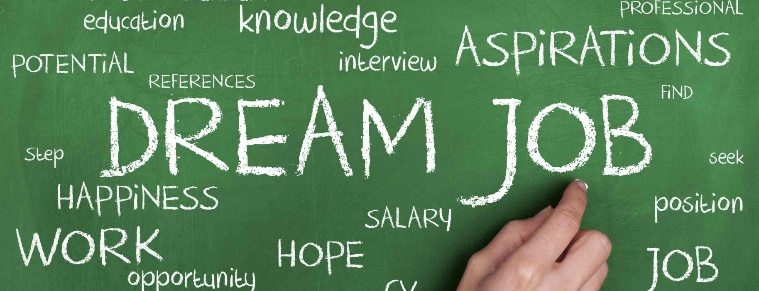 PROFESSIONAL
education
knowledge
ASPiRATiONS
POTENTiAL
interview
REFERENCES
FiND
DREAM JOB
Step
seek
HAPPiNESS
SALARY
position
WORK
HOPE
JOB
opportunity
CV